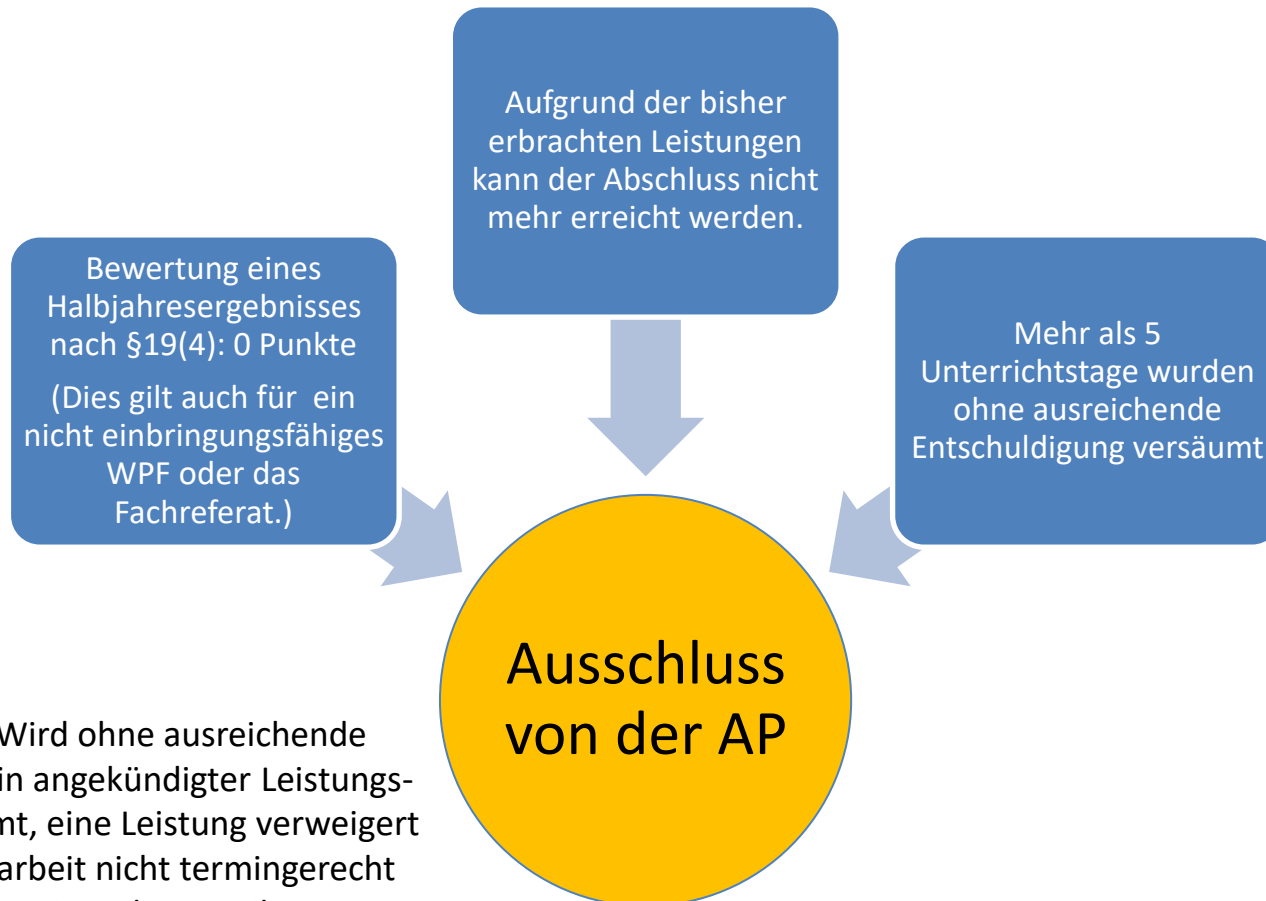 Aufgrund der bisher
erbrachten Leistungen
kann der Abschluss nicht
mehr erreicht werden.
Bewertung eines
Halbjahresergebnisses
nach §19(4): 0 Punkte
(Dies gilt auch für ein
nicht einbringungsfähiges
WPF oder das
Fachreferat.)
Mehr als 5
Unterrichtstage wurden
ohne ausreichende
Entschuldigung versäumt
Ausschluss
von der AP
Wird ohne ausreichende
in angekündigter Leistungs-
mt, eine Leistung verweigert
arbeit nicht termingerecht